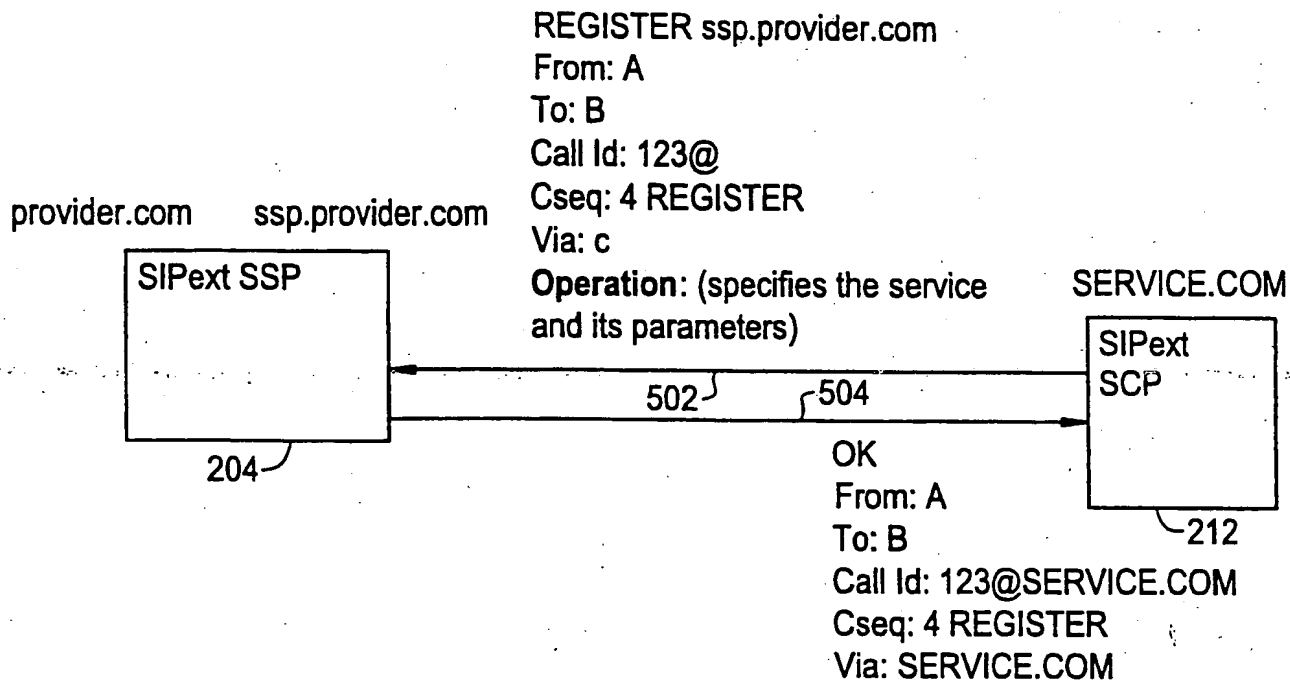 REGISTER ssp.provider.com
From: A
To: B
Call Id: 123@
Cseq: 4 REGISTER
Via: c
Operation: (specifies the service
and its parameters)
provider.com ssp.provider.com
SIPext SSP
204
SERVICE.COM
SIPext
SCP
212
502
504
OK
From: A
To: B
Call Id: 123@SERVICE.COM
Cseq: 4 REGISTER
Via: SERVICE.COM